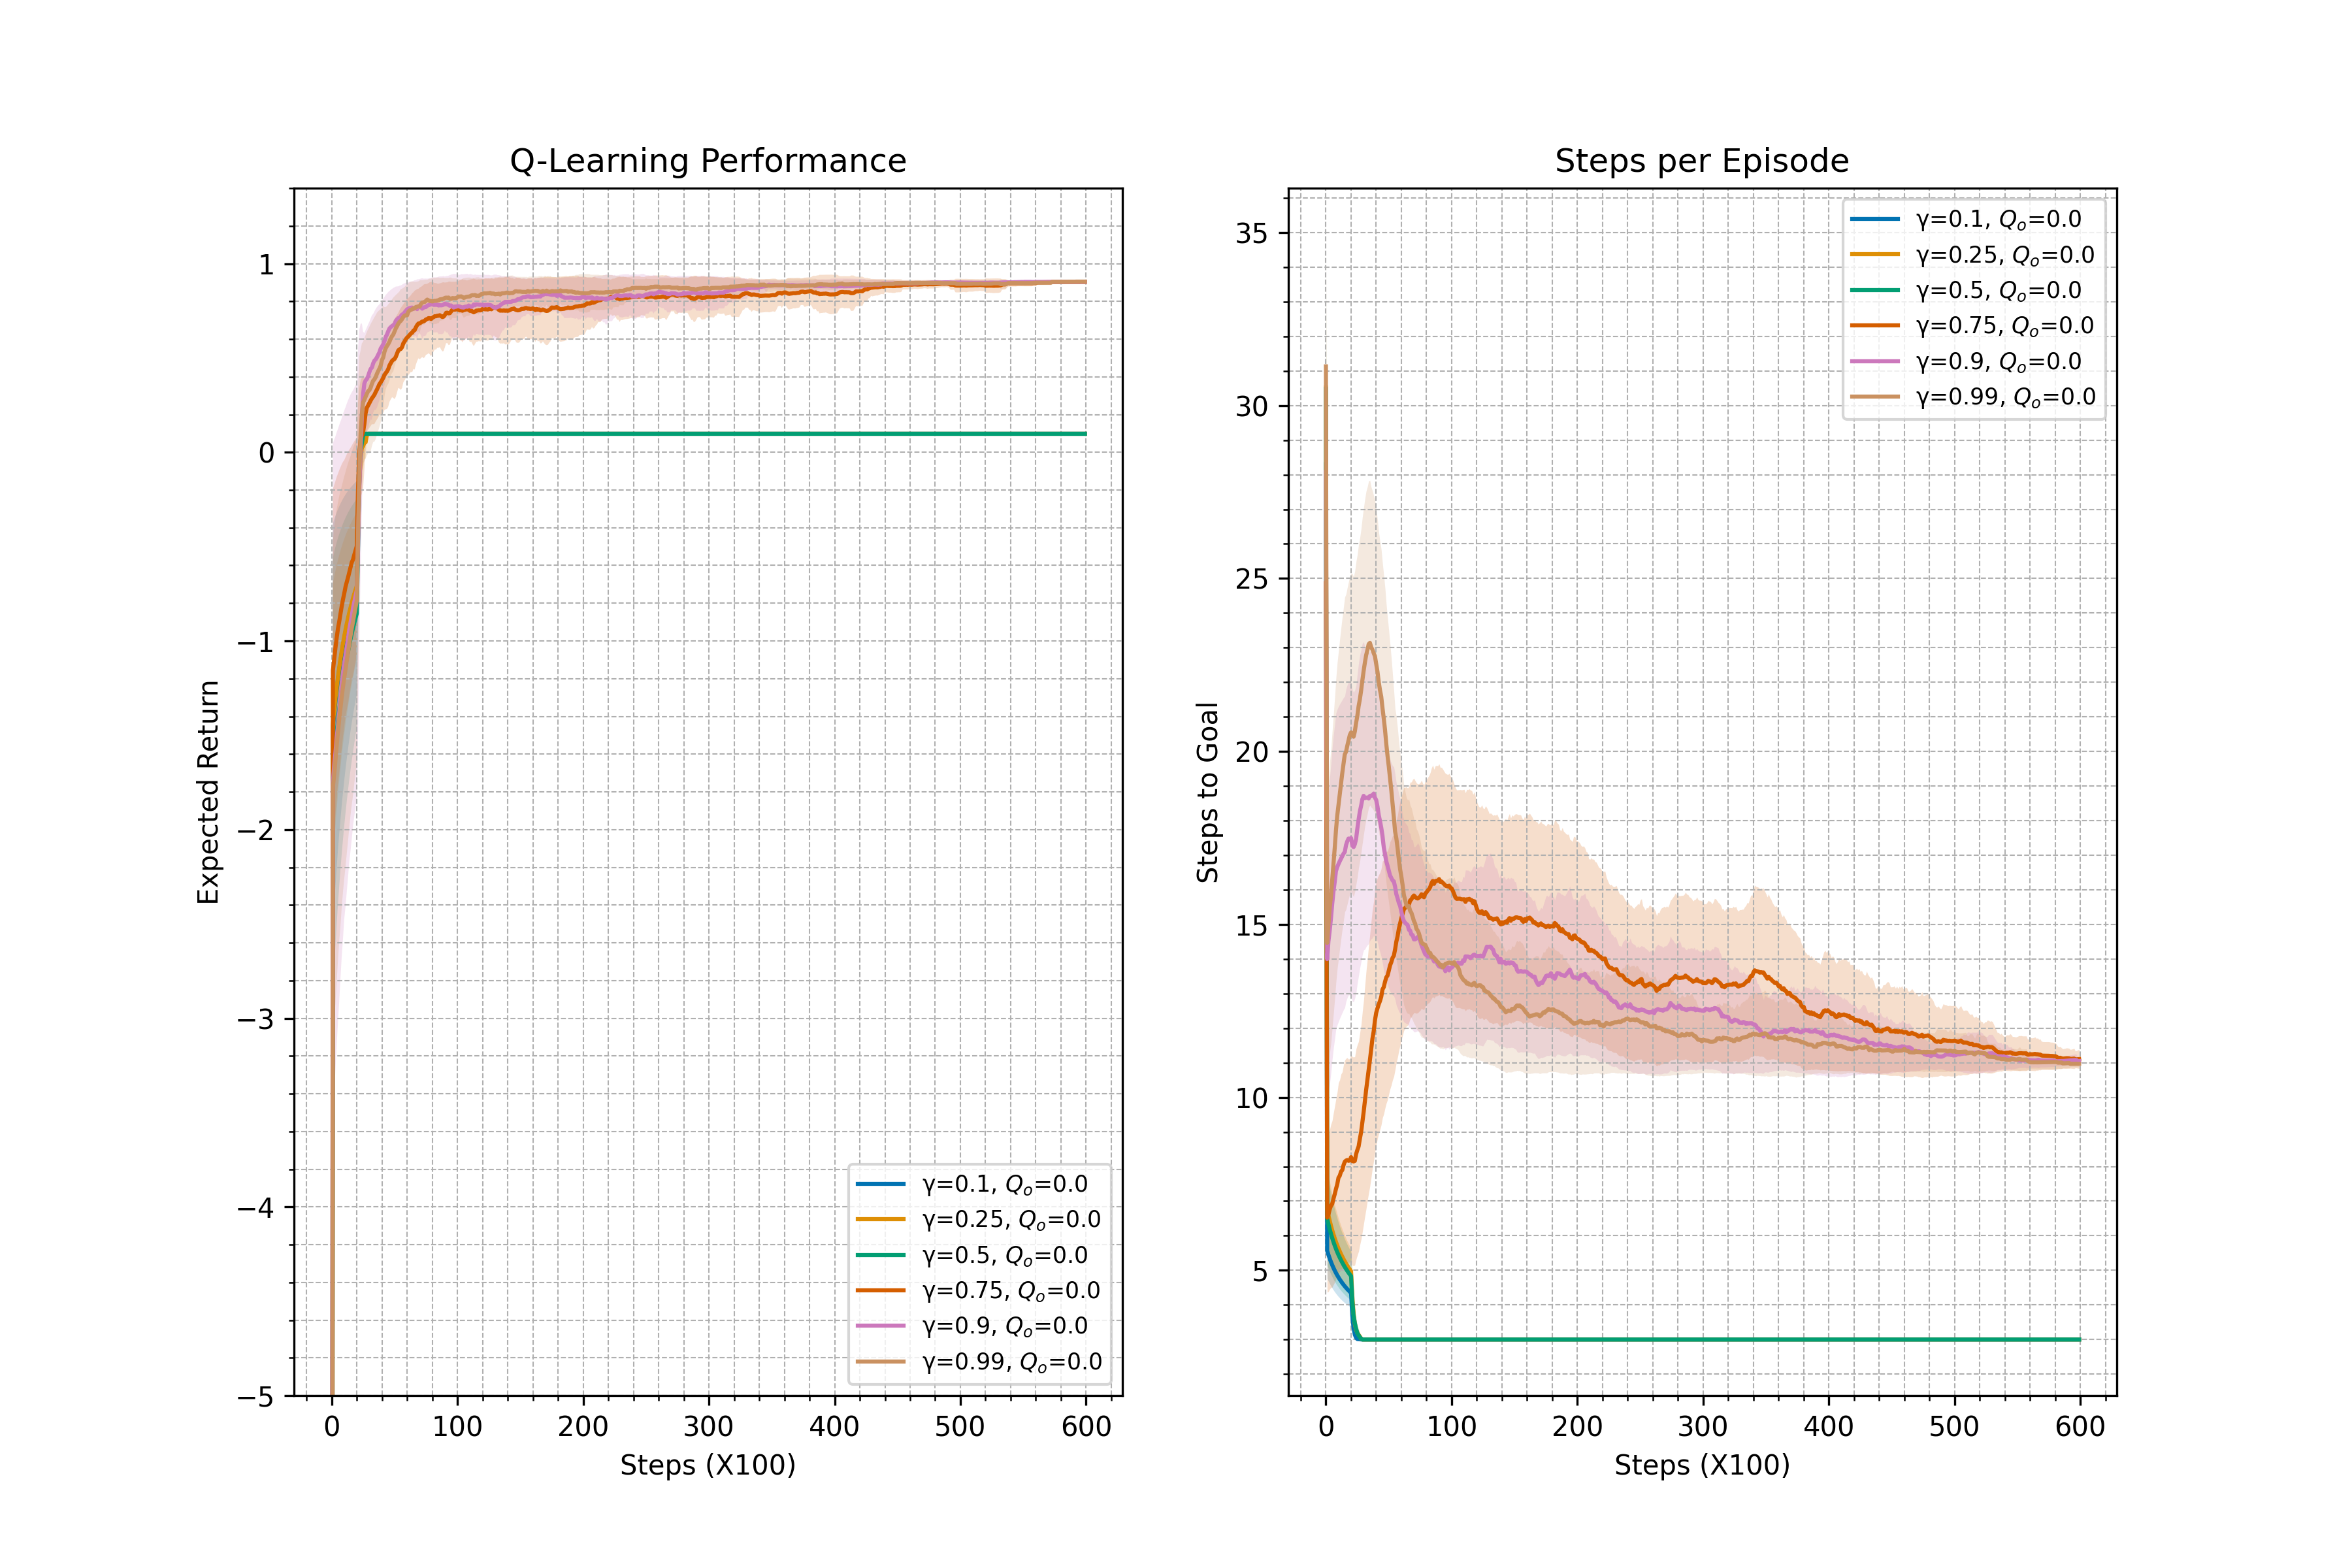 Q-Learning Performance
Expected Return
1
0
−1
−2
−3
−4
−5
0 100 200 300 400 500 600
Steps (X100)
γ=0.1, Qₒ=0.0
γ=0.25, Qₒ=0.0
γ=0.5, Qₒ=0.0
γ=0.75, Qₒ=0.0
γ=0.9, Qₒ=0.0
γ=0.99, Qₒ=0.0
Steps per Episode
Steps to Goal
35
30
25
20
15
10
5
0 100 200 300 400 500 600
Steps (X100)
γ=0.1, Qₒ=0.0
γ=0.25, Qₒ=0.0
γ=0.5, Qₒ=0.0
γ=0.75, Qₒ=0.0
γ=0.9, Qₒ=0.0
γ=0.99, Qₒ=0.0